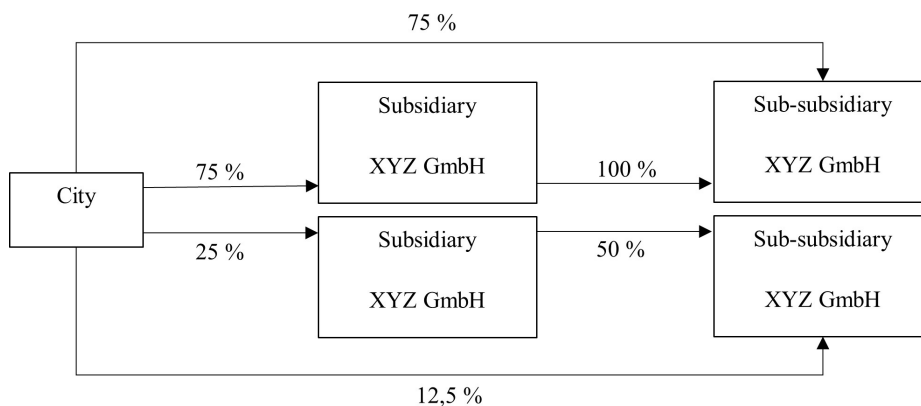 75 %
Subsidiary
XYZ GmbH
Sub-subsidiary
XYZ GmbH
City
75 %
100 %
25 %
Subsidiary
XYZ GmbH
50 %
Sub-subsidiary
XYZ GmbH
12,5 %